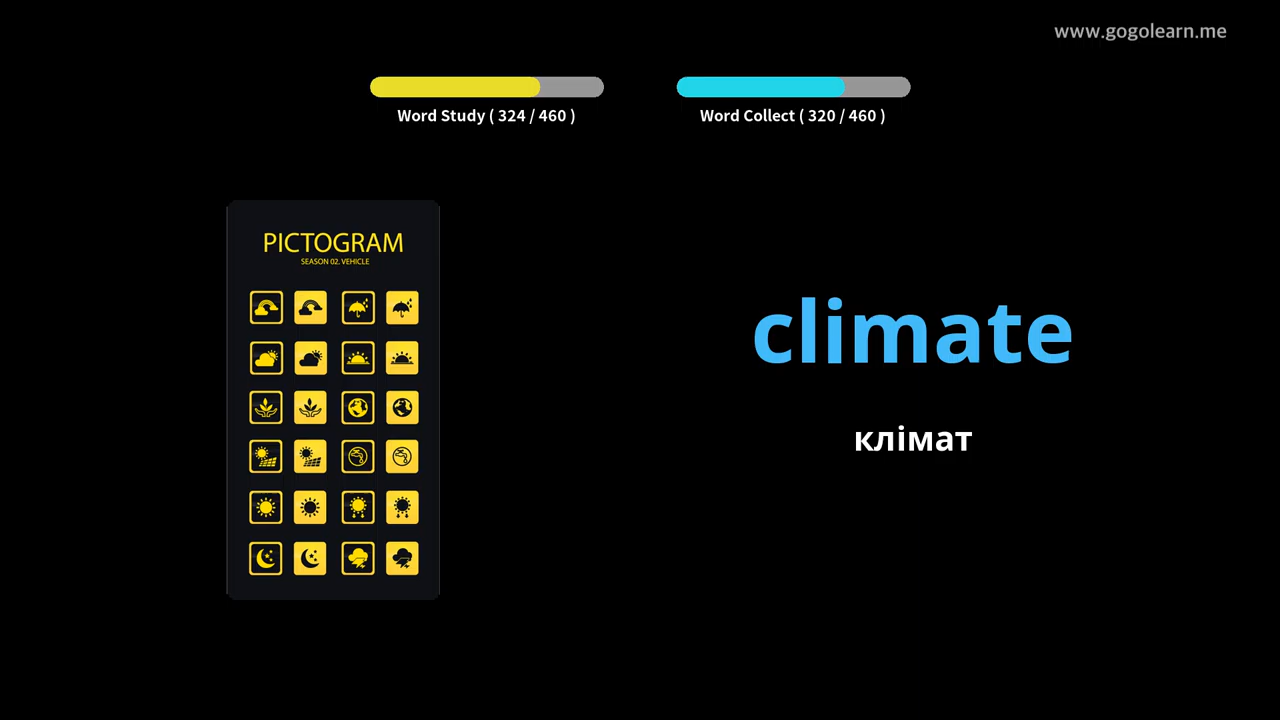 www.gogolearn.me
Word Study ( 324 / 460 )
Word Collect ( 320 / 460 )
PICTOGRAM
SEASON 02. VEHICLE
climate
клімат